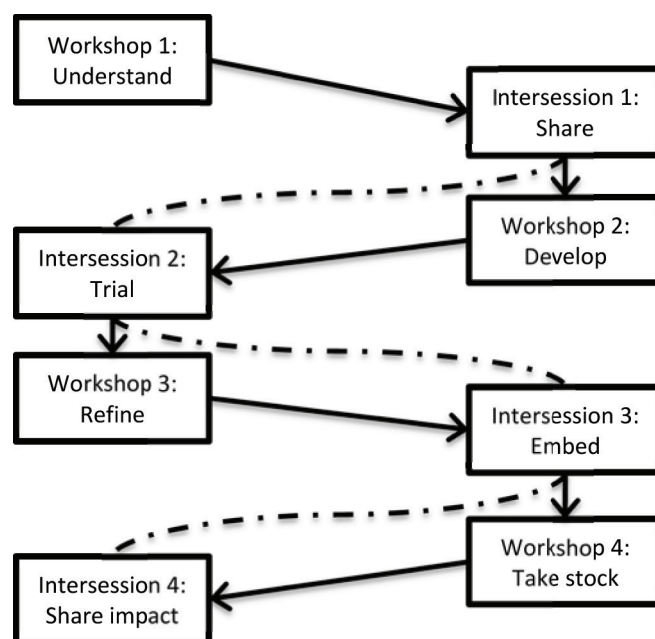 Workshop 1:
Understand
Intersession 1:
Share
Workshop 2:
Develop
Intersession 2:
Trial
Workshop 3:
Refine
Intersession 3:
Embed
Workshop 4:
Take stock
Intersession 4:
Share impact